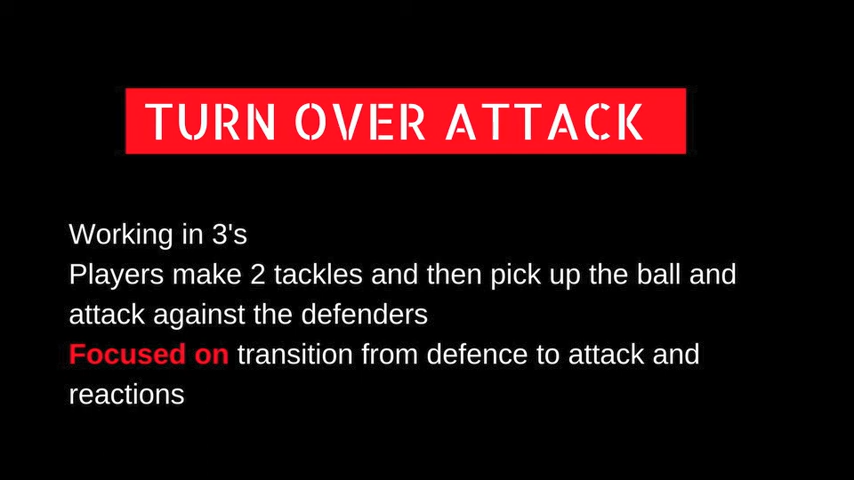 TURN OVER ATTACK
Working in 3's
Players make 2 tackles and then pick up the ball and
attack against the defenders
Focused on transition from defence to attack and
reactions